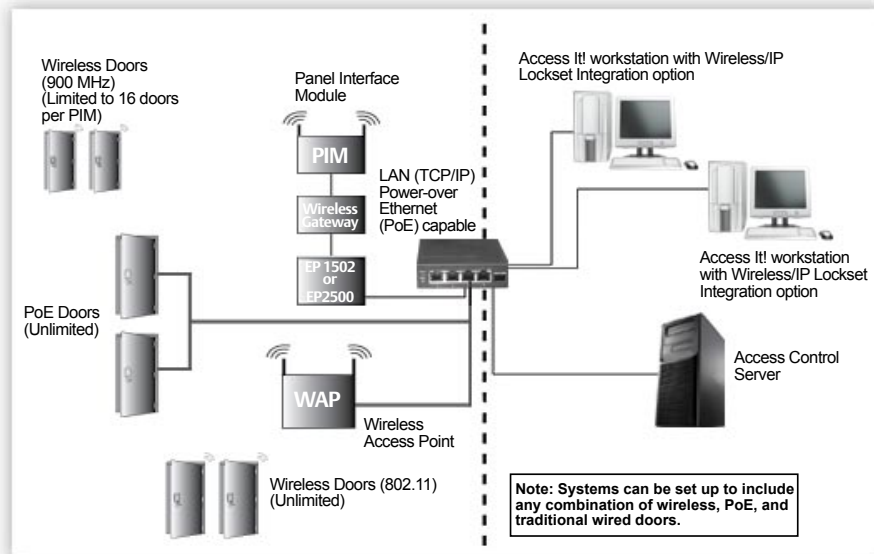 Wireless Doors
(900 MHz)
(Limited to 16 doors
per PIM)
Panel Interface
Module
PIM
Wireless
Gateway
EP 1502
or
EP2500
LAN (TCP/IP)
Power-over
Ethernet
(PoE) capable
PoE Doors
(Unlimited)
WAP
Wireless
Access Point
Wireless Doors (802.11)
(Unlimited)
Access It! workstation with Wireless/IP
Lockset Integration option
Access It! workstation
with Wireless/IP Lockset
Integration option
Access Control
Server
Note: Systems can be set up to include
any combination of wireless, PoE, and
traditional wired doors.